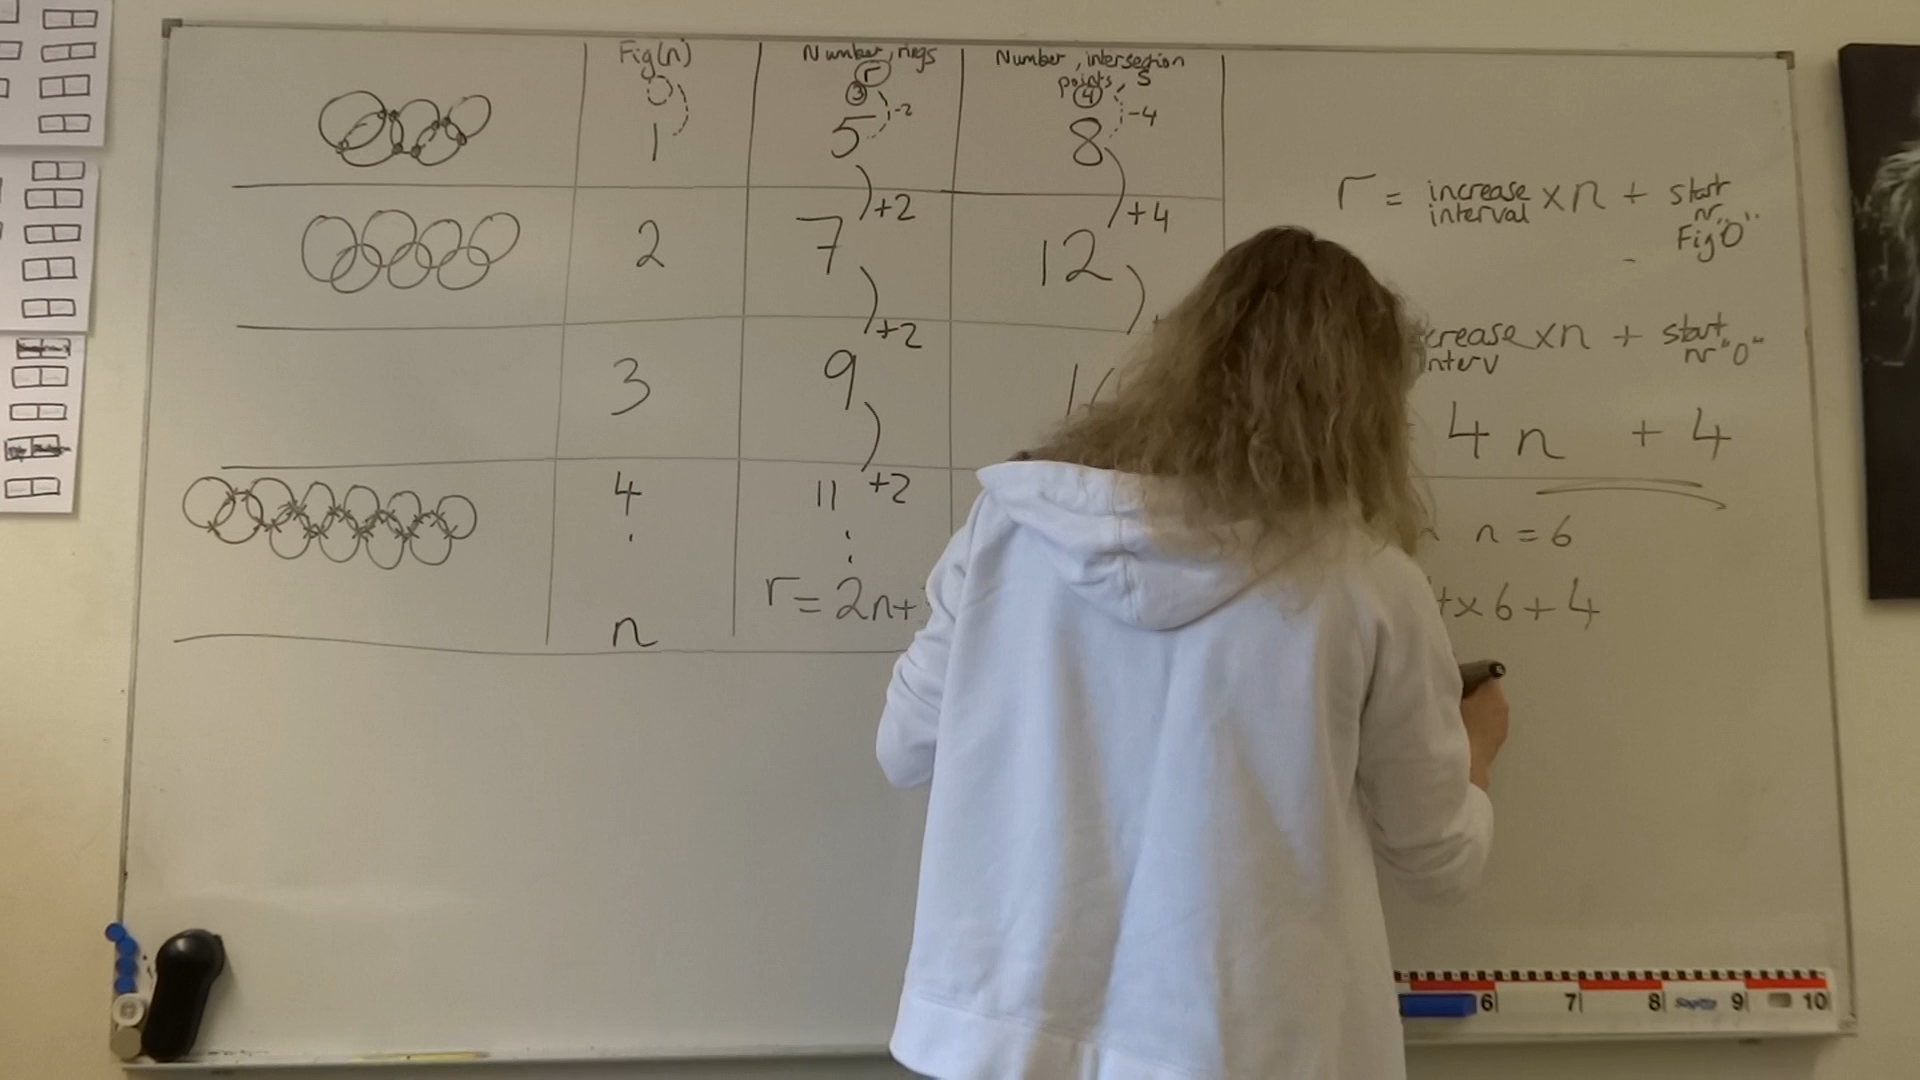 Fig(n)
Number, rings
r
Number, intersection
points, S
0
3
-2
4
-4
1
5
8
+2
+4
2
7
12
+2
3
9
+2
4
11
r = 2n+
n
r = increase × n + start
interval nr
Fig"0"
crease × n + start
nterv nr "0"
4n + 4
n = 6
× 6 + 4
6 7 8 9 10